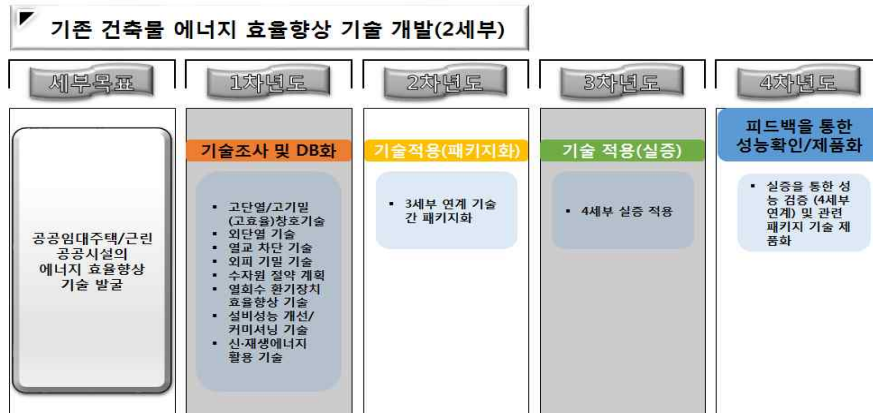 기존 건축물 에너지 효율향상 기술 개발(2세부)
세부목표
1차년도
2차년도
3차년도
4차년도
공공임대주택/근린
공공시설의
에너지 효율향상
기술 발굴
기술조사 및 DB화
▪ 고단열/고기밀
(고효율)창호기술
▪ 외단열 기술
▪ 열교 차단 기술
▪ 외피 기밀 기술
▪ 수자원 절약 계획
▪ 열회수 환기장치
효율향상 기술
▪ 설비성능 개선/
커미셔닝 기술
▪ 신·재생에너지
활용 기술
기술적용(패키지화)
▪ 3세부 연계 기술
간 패키지화
기술 적용(실증)
▪ 4세부 실증 적용
피드백을 통한
성능확인/제품화
▪ 실증을 통한 성
능 검증 (4세부
연계) 및 관련
패키지 기술 제
품화